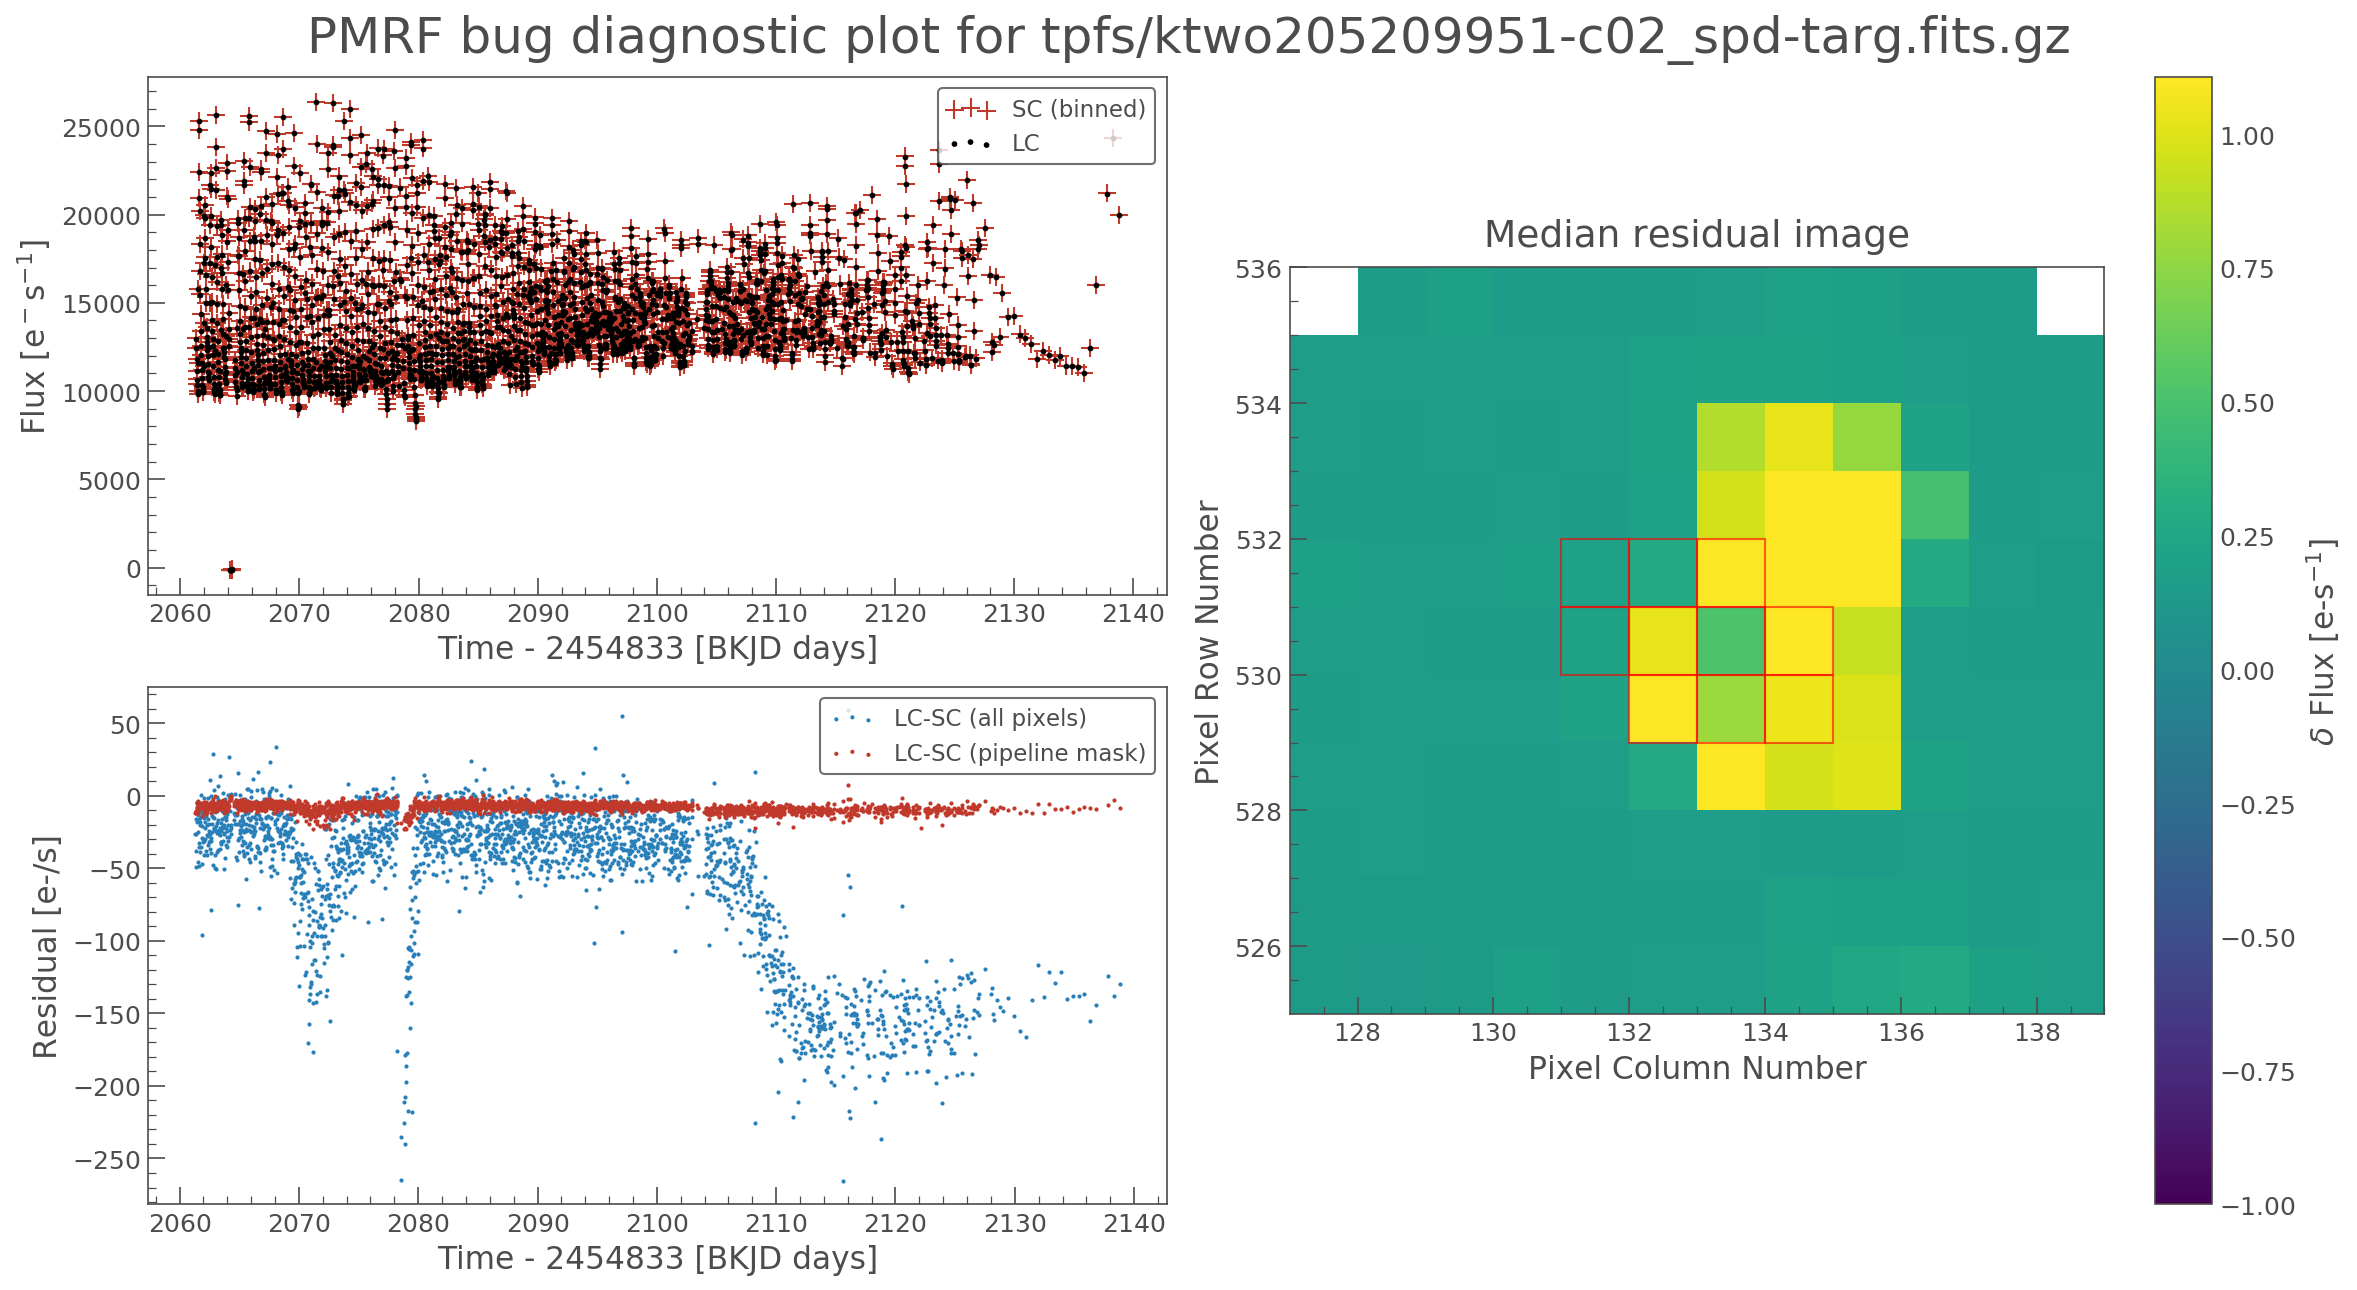 PMRF bug diagnostic plot for tpfs/ktwo205209951-c02_spd-targ.fits.gz
Flux [e⁻ s⁻¹]
25000
20000
15000
10000
5000
0
SC (binned)
LC
2060 2070 2080 2090 2100 2110 2120 2130 2140
Time - 2454833 [BKJD days]
Residual [e-/s]
50
0
−50
−100
−150
−200
−250
LC-SC (all pixels)
LC-SC (pipeline mask)
2060 2070 2080 2090 2100 2110 2120 2130 2140
Time - 2454833 [BKJD days]
Median residual image
Pixel Row Number
536
534
532
530
528
526
128 130 132 134 136 138
Pixel Column Number
1.00
0.75
0.50
0.25
0.00
−0.25
−0.50
−0.75
−1.00
δ Flux [e-s⁻¹]